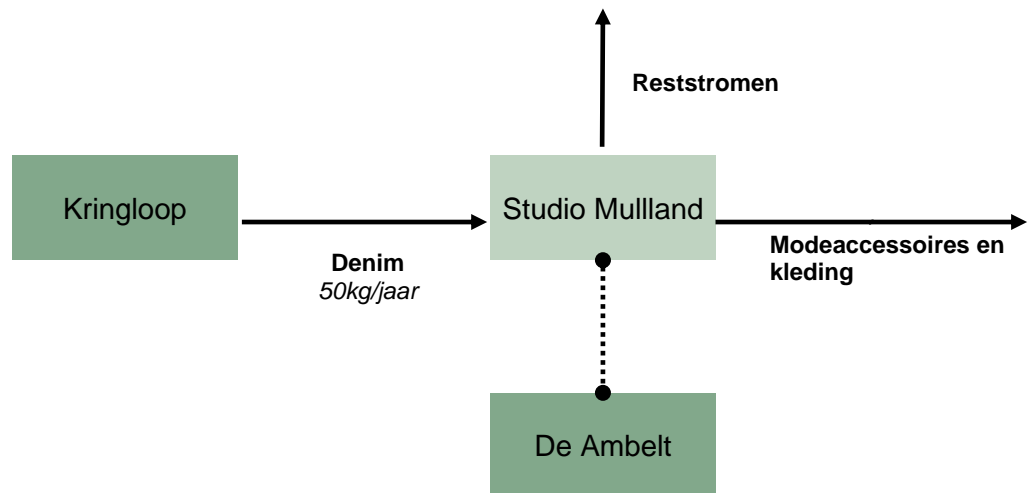 Reststromen
Kringloop
Studio Mullland
Denim
50kg/jaar
Modeaccessoires en
kleding
De Ambelt